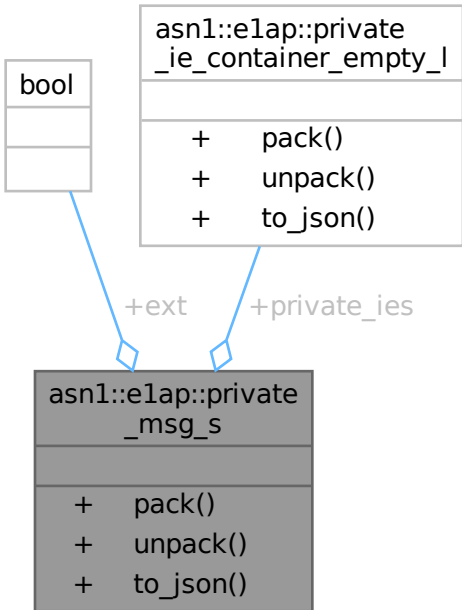 asn1::e1ap::private
_ie_container_empty_l
bool
+ pack()
+ unpack()
+ to_json()
+ext
+private_ies
asn1::e1ap::private
_msg_s
+ pack()
+ unpack()
+ to_json()